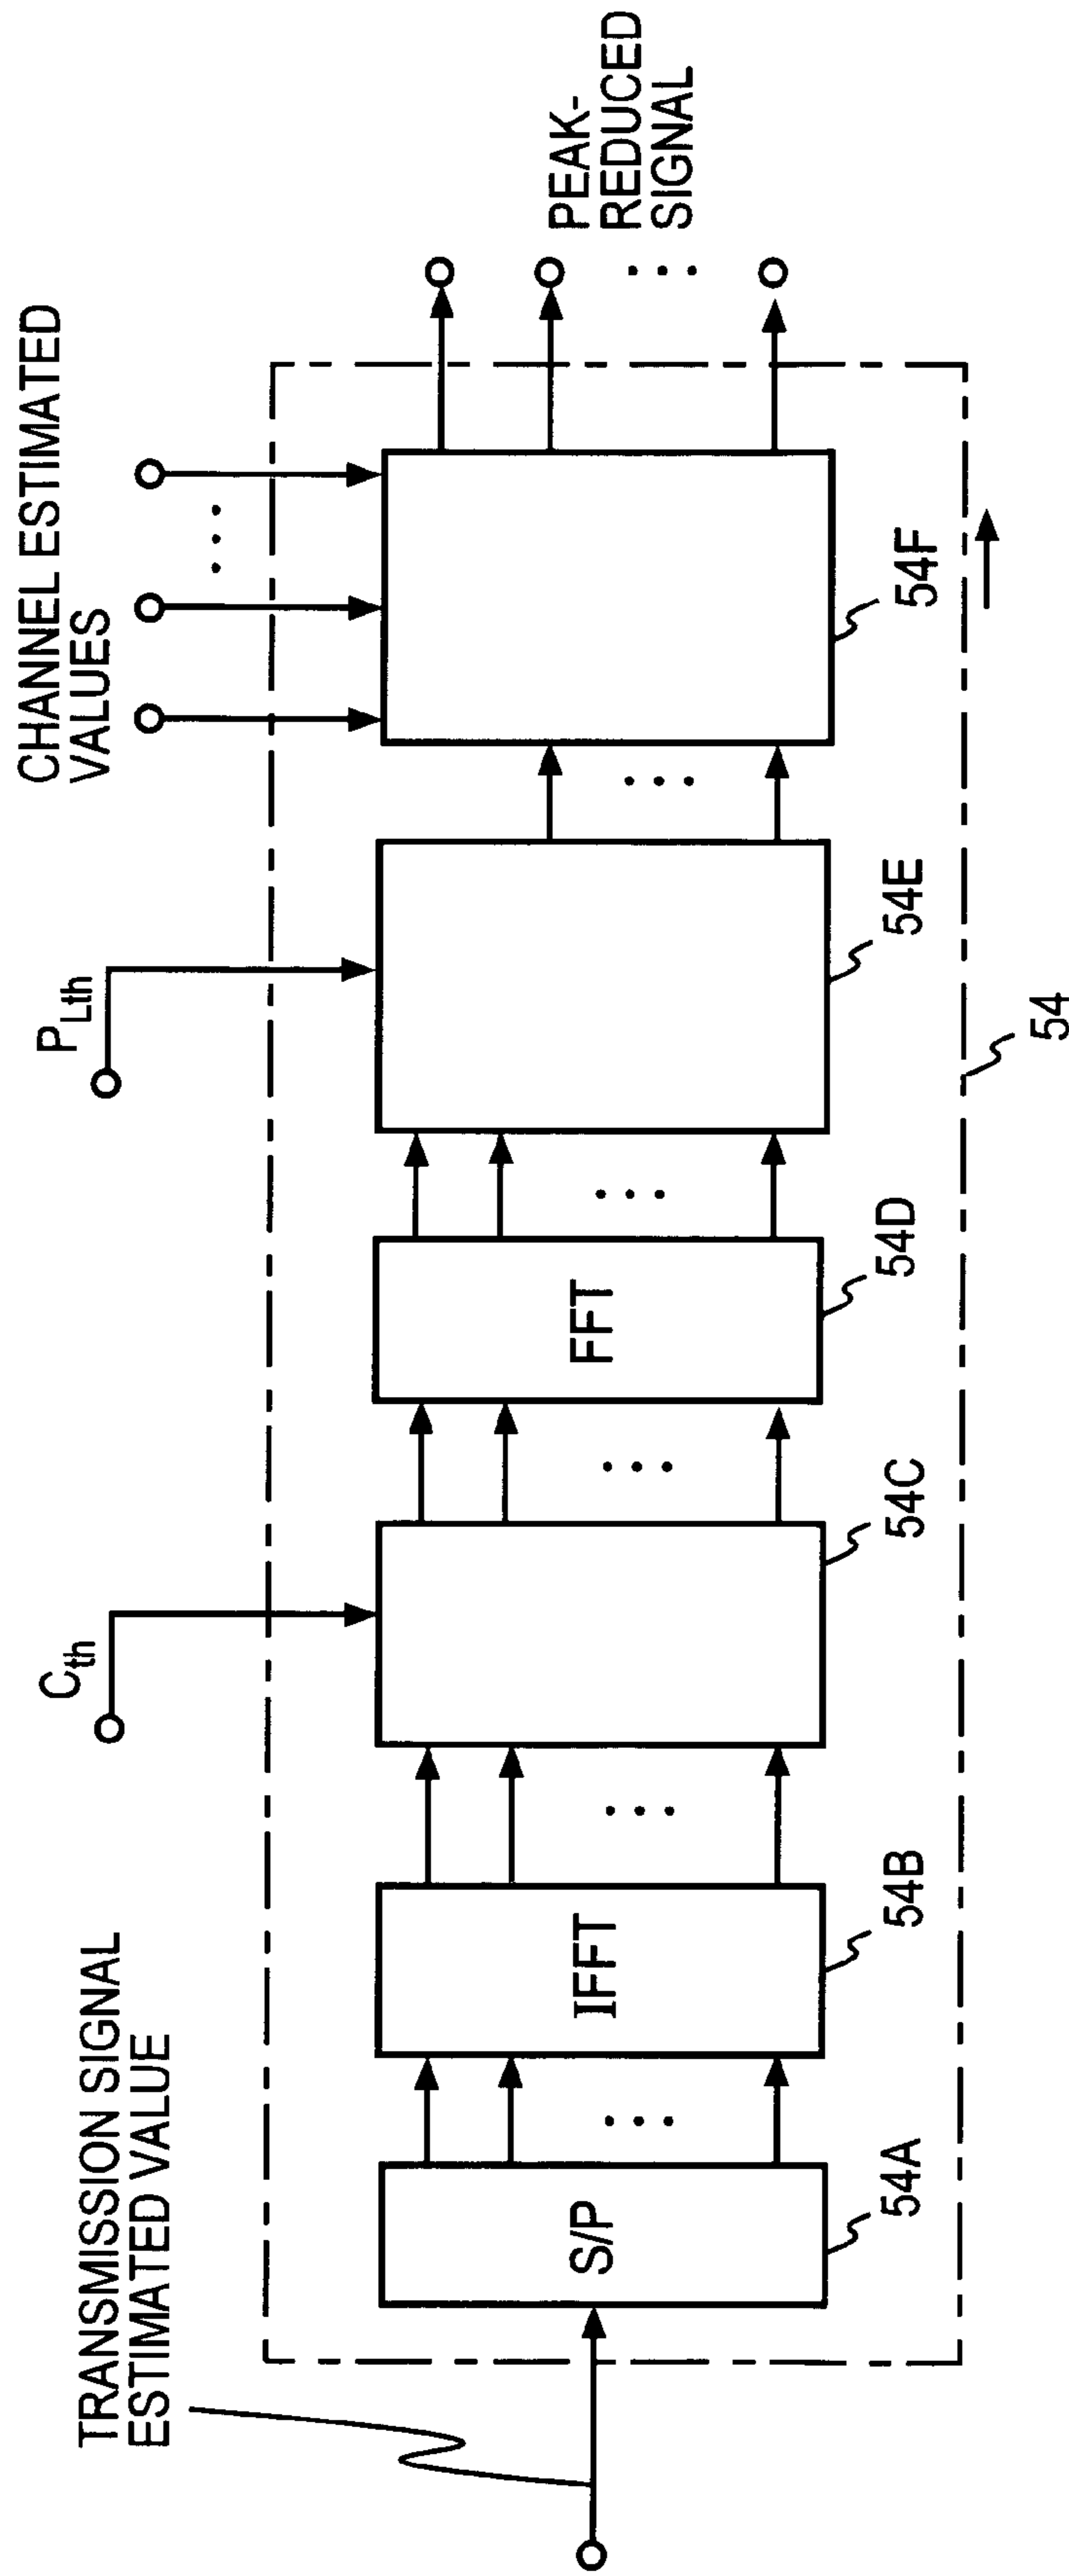 TRANSMISSION SIGNAL
ESTIMATED VALUE
C_th
P_Lth
CHANNEL ESTIMATED
VALUES
S/P
IFFT
FFT
PEAK-
REDUCED
SIGNAL
54A
54B
54C
54D
54E
54F
54